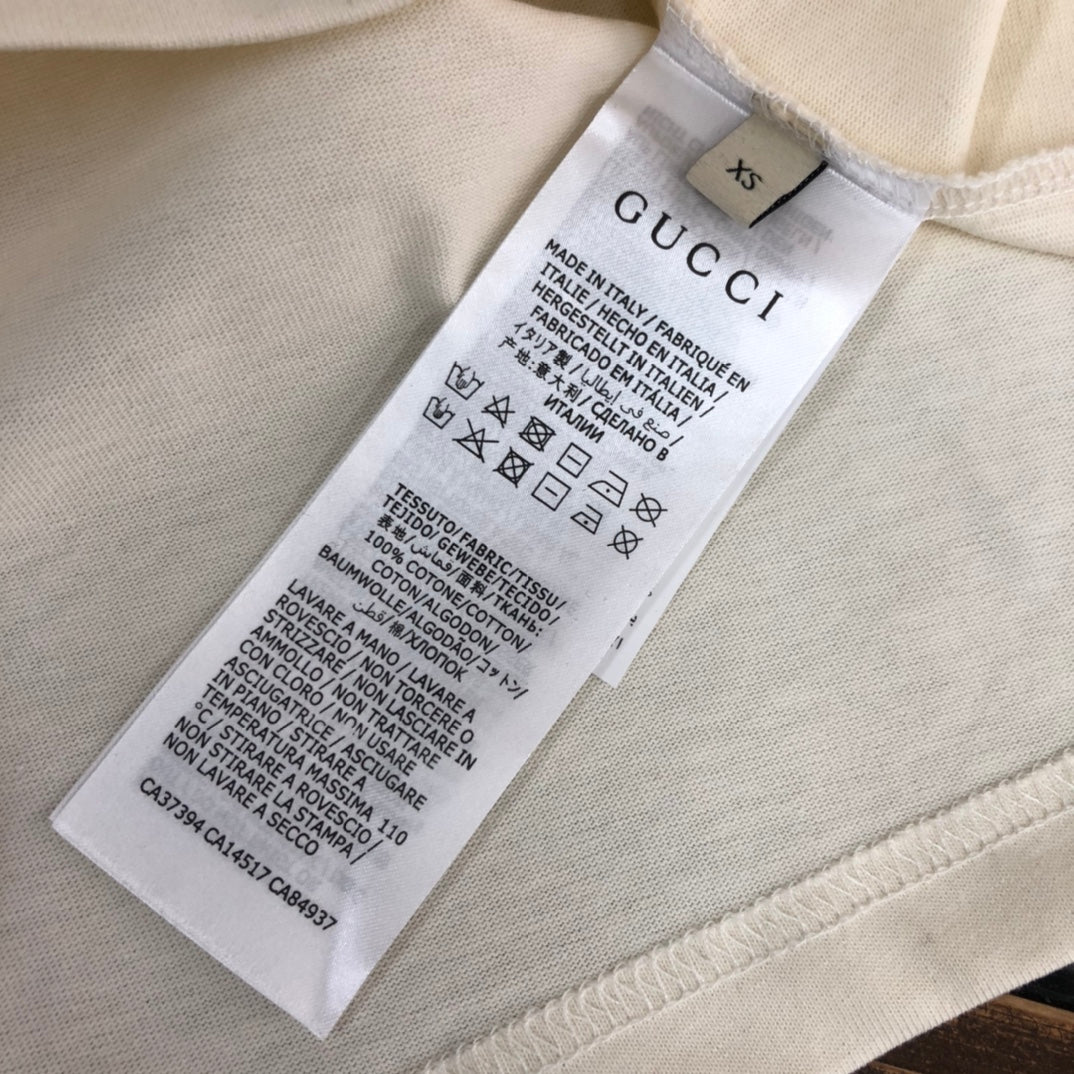 XS
GUCCI
MADE IN ITALY / FABRIQUÉ EN
ITALIE / HECHO EN ITALIA /
HERGESTELLT IN ITALIEN /
FABRICADO EM ITÁLIA /
イタリア製 / صنع في إيطاليا /
产地:意大利 / СДЕЛАНО В
ИТАЛИИ
TESSUTO/FABRIC/TISSU/
TEJIDO/GEWEBE/TECIDO/
表地/قماش/面料/ТКАНЬ:
100% COTONE/COTTON/
COTON/ALGODON/
BAUMWOLLE/ALGODÃO/コットン/
قطن/棉/ХЛОПОК
LAVARE A MANO / LAVARE A
ROVESCIO / NON TORCERE O
STRIZZARE / NON LASCIARE IN
AMMOLLO / NON TRATTARE
CON CLORO / NON USARE
ASCIUGATRICE / ASCIUGARE
IN PIANO / STIRARE A
TEMPERATURA MASSIMA 110
°C / STIRARE A ROVESCIO /
NON STIRARE LA STAMPA /
NON LAVARE A SECCO
CA37394 CA14517 CA84937